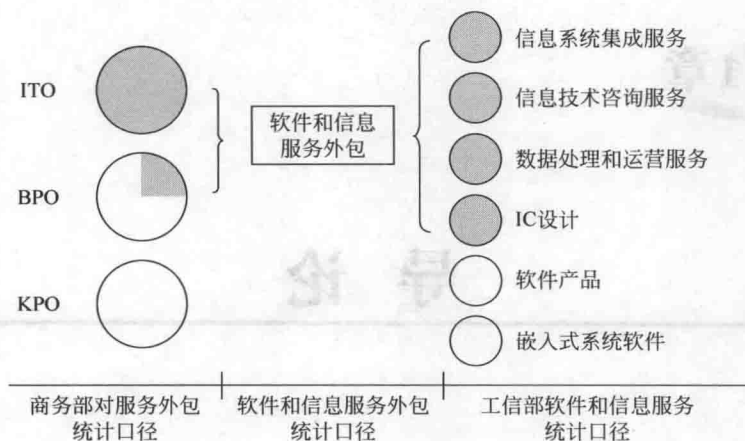 ITO
BPO
KPO
软件和信息
服务外包
信息系统集成服务
信息技术咨询服务
数据处理和运营服务
IC设计
软件产品
嵌入式系统软件
商务部对服务外包
统计口径
软件和信息服务外包
统计口径
工信部软件和信息服务
统计口径
1章
导 论